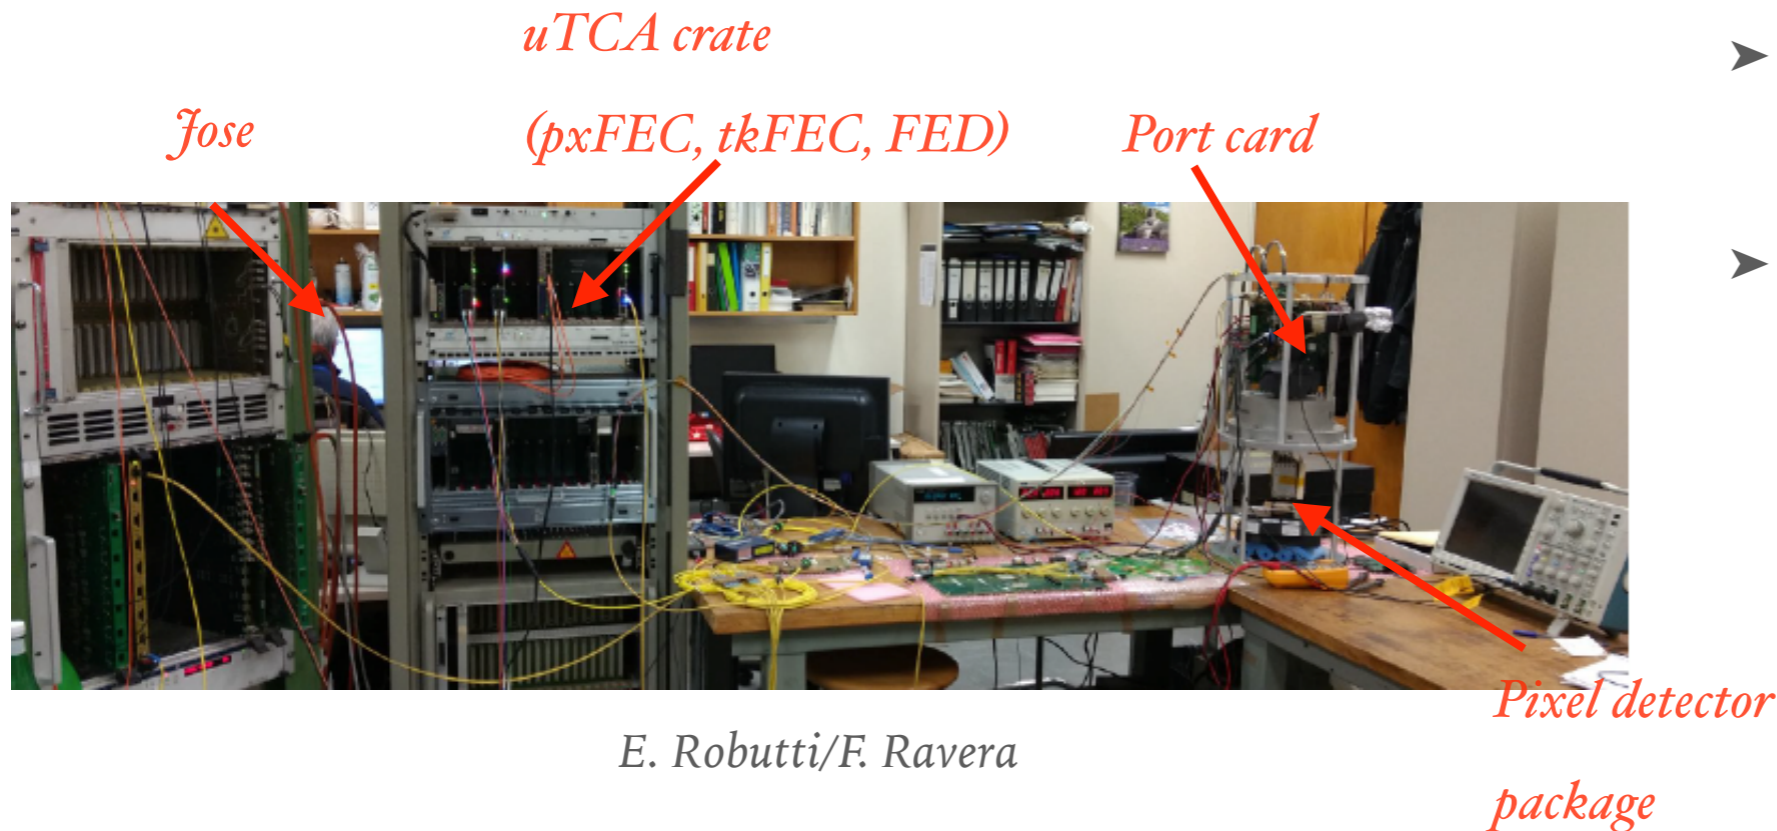 uTCA crate
Jose
(pxFEC, tkFEC, FED)
Port card
Pixel detector
package
E. Robutti/F. Ravera